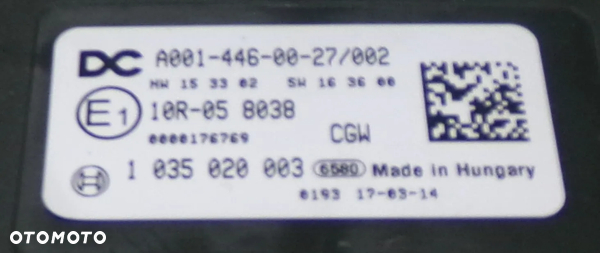 DC A001-446-00-27/002
HW 15 33 02 SW 16 36 00
E1 10R-05 8038
0000176769 CGW
1 035 020 003 6580 Made in Hungary
0193 17-03-14
OTOMOTO